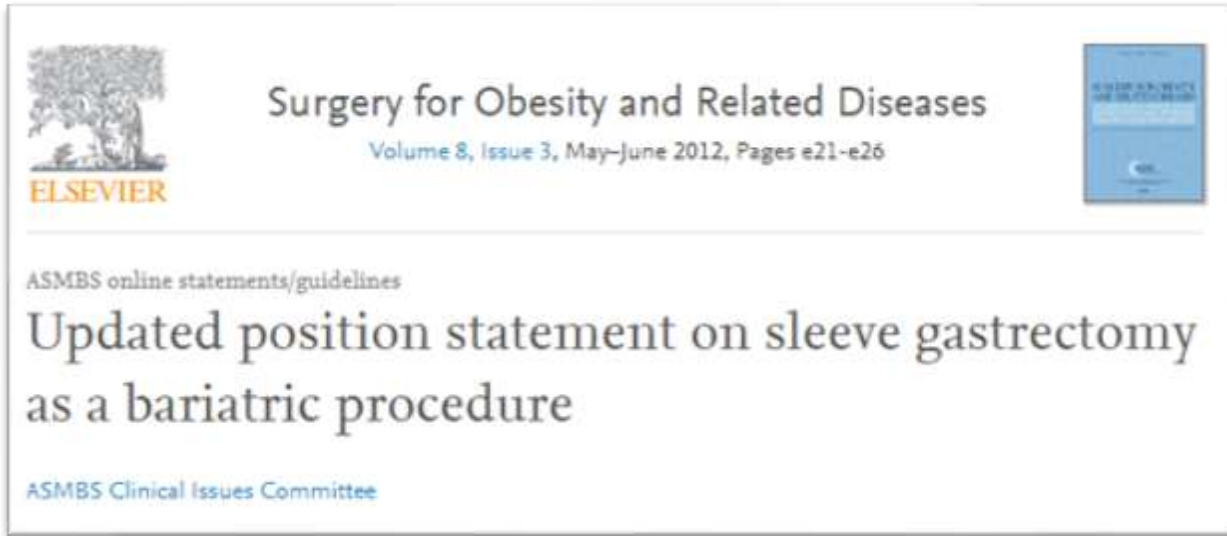 Surgery for Obesity and Related Diseases
Volume 8, Issue 3, May–June 2012, Pages e21-e26
ELSEVIER
ASMBS online statements/guidelines
Updated position statement on sleeve gastrectomy
as a bariatric procedure
ASMBS Clinical Issues Committee